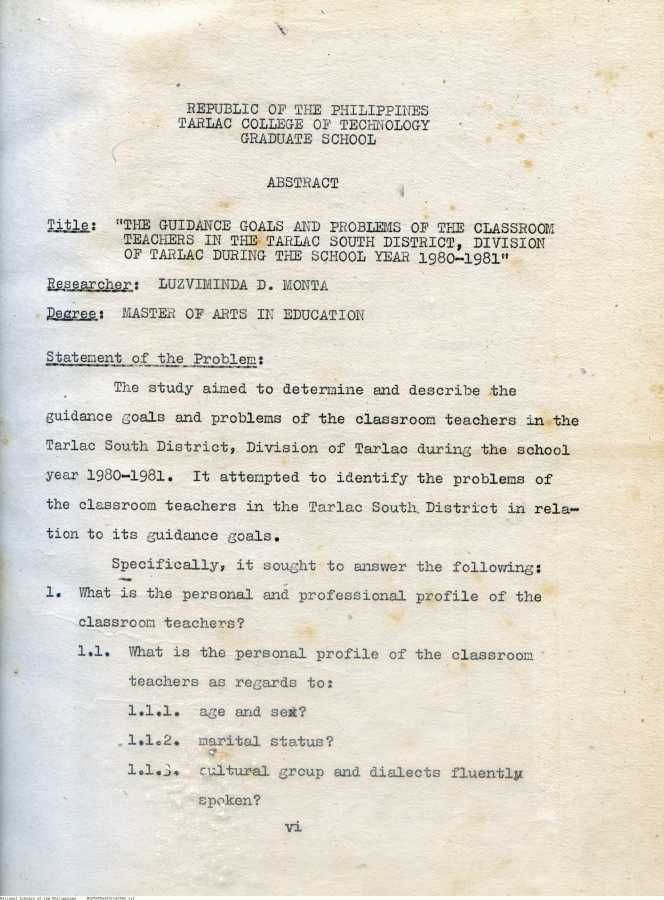 REPUBLIC OF THE PHILIPPINES
TARLAC COLLEGE OF TECHNOLOGY
GRADUATE SCHOOL
ABSTRACT
Title: "THE GUIDANCE GOALS AND PROBLEMS OF THE CLASSROOM
TEACHERS IN THE TARLAC SOUTH DISTRICT, DIVISION
OF TARLAC DURING THE SCHOOL YEAR 1980-1981"
Researcher: LUZVIMINDA D. MONTA
Degree: MASTER OF ARTS IN EDUCATION
Statement of the Problem:
The study aimed to determine and describe the
guidance goals and problems of the classroom teachers in the
Tarlac South District, Division of Tarlac during the school
year 1980-1981. It attempted to identify the problems of
the classroom teachers in the Tarlac South District in rela-
tion to its guidance goals.
Specifically, it sought to answer the following:
1. What is the personal and professional profile of the
classroom teachers?
1.1. What is the personal profile of the classroom
teachers as regards to:
1.1.1. age and sex?
1.1.2. marital status?
1.1.3. cultural group and dialects fluently
spoken?
vi
National Library of the Philippines